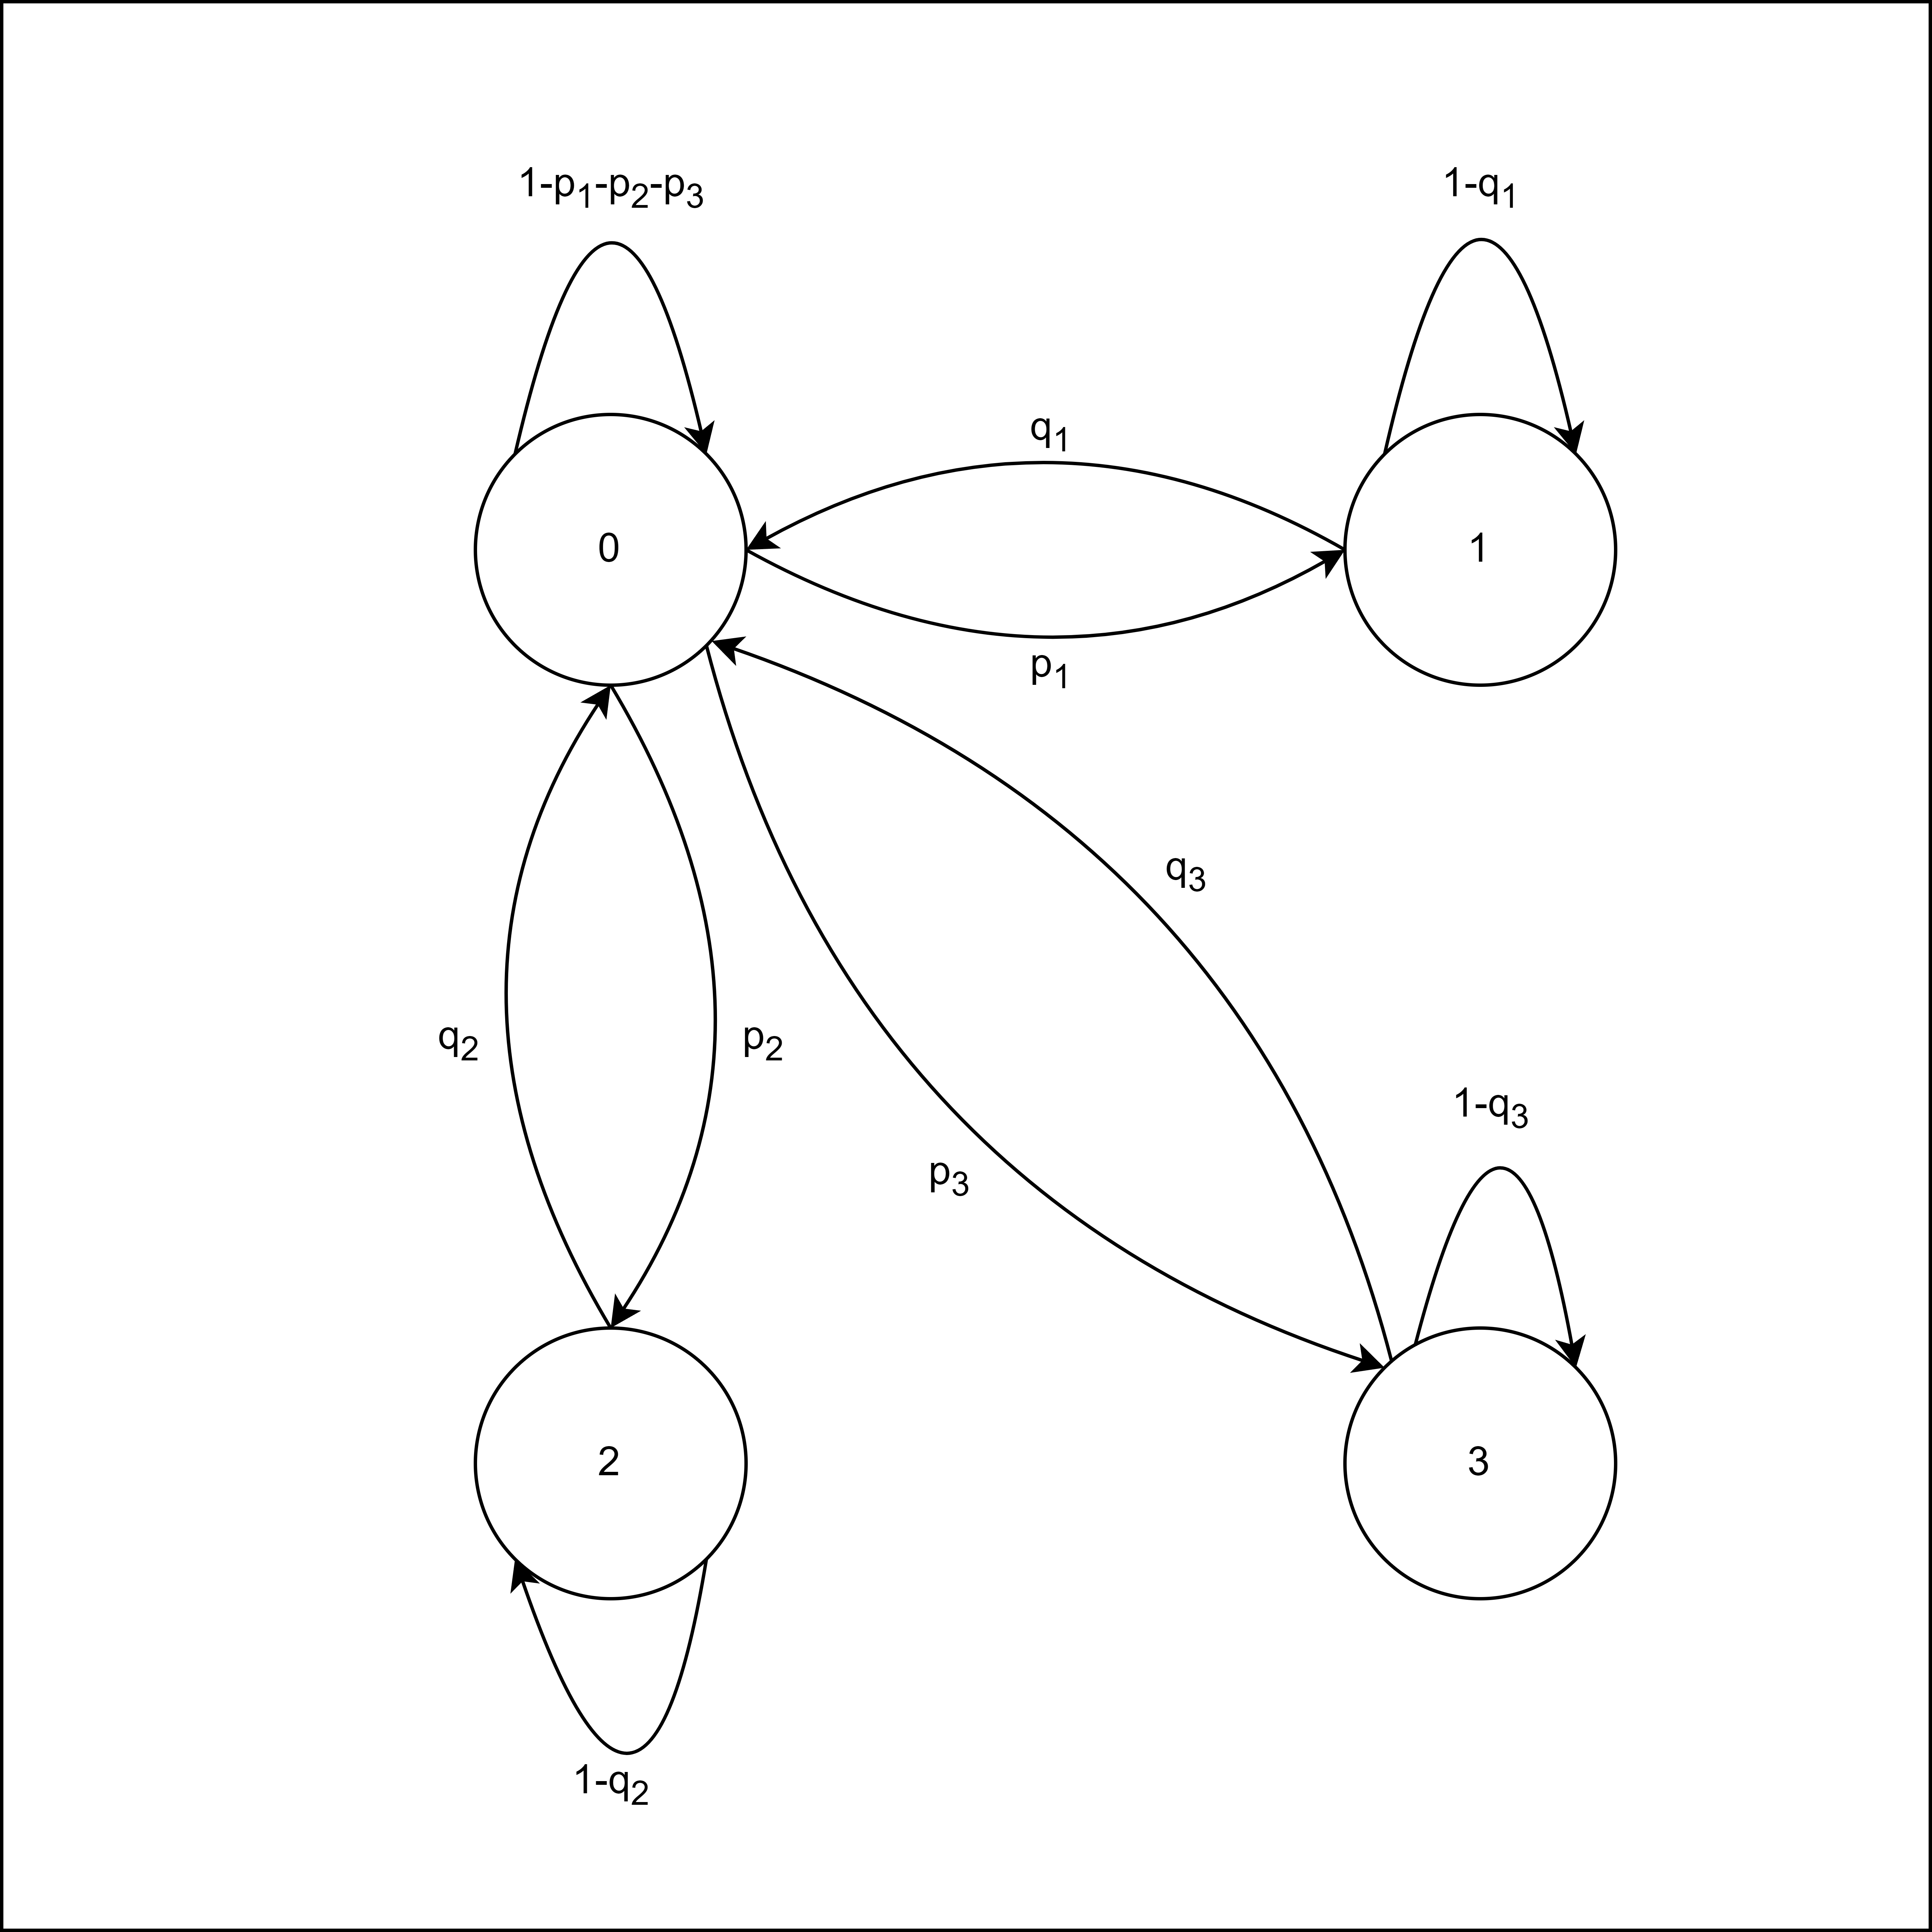 1-p₁-p₂-p₃
1-q₁
q₁
0
1
p₁
q₃
q₂
p₂
1-q₃
p₃
2
3
1-q₂